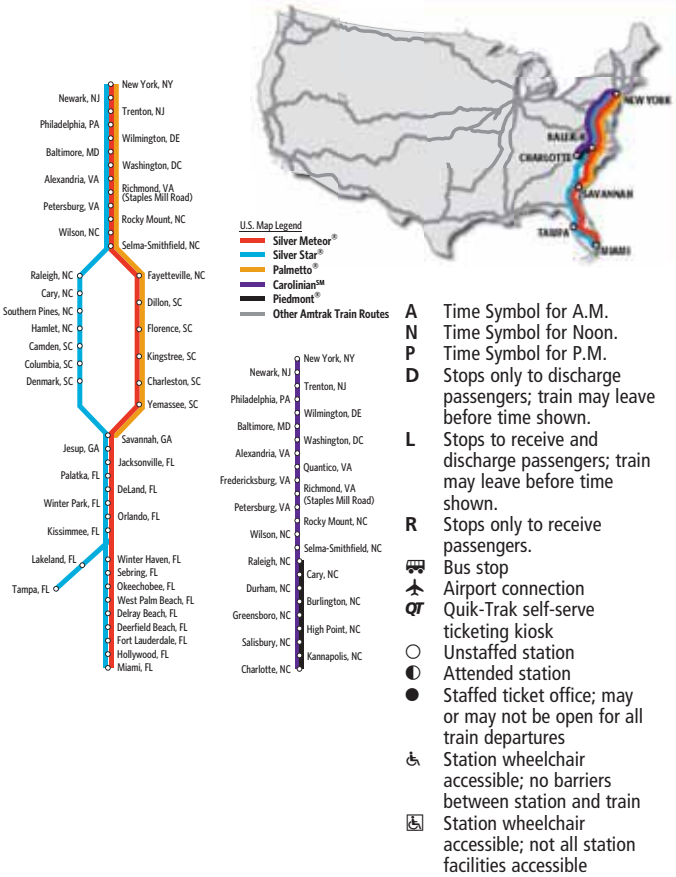 New York, NY
Newark, NJ
Trenton, NJ
Philadelphia, PA
Wilmington, DE
Baltimore, MD
Washington, DC
Alexandria, VA
Richmond, VA
(Staples Mill Road)
Petersburg, VA
Rocky Mount, NC
Wilson, NC
Selma-Smithfield, NC
Raleigh, NC
Fayetteville, NC
Cary, NC
Dillon, SC
Southern Pines, NC
Hamlet, NC
Florence, SC
Camden, SC
Kingstree, SC
Columbia, SC
Denmark, SC
Charleston, SC
Yemassee, SC
Savannah, GA
Jesup, GA
Jacksonville, FL
Palatka, FL
DeLand, FL
Winter Park, FL
Orlando, FL
Kissimmee, FL
Lakeland, FL
Winter Haven, FL
Sebring, FL
Tampa, FL
Okeechobee, FL
West Palm Beach, FL
Delray Beach, FL
Deerfield Beach, FL
Fort Lauderdale, FL
Hollywood, FL
Miami, FL
NEW YORK
CHARLOTTE
SAVANNAH
TAMPA
MIAMI
U.S. Map Legend
Silver Meteor®
Silver Star®
Palmetto®
Carolinian℠
Piedmont®
Other Amtrak Train Routes
New York, NY
Newark, NJ
Trenton, NJ
Philadelphia, PA
Wilmington, DE
Baltimore, MD
Washington, DC
Alexandria, VA
Quantico, VA
Fredericksburg, VA
Richmond, VA
(Staples Mill Road)
Petersburg, VA
Rocky Mount, NC
Wilson, NC
Selma-Smithfield, NC
Raleigh, NC
Cary, NC
Durham, NC
Burlington, NC
Greensboro, NC
High Point, NC
Salisbury, NC
Kannapolis, NC
Charlotte, NC
A Time Symbol for A.M.
N Time Symbol for Noon.
P Time Symbol for P.M.
D Stops only to discharge
passengers; train may leave
before time shown.
L Stops to receive and
discharge passengers; train
may leave before time
shown.
R Stops only to receive
passengers.
Bus stop
Airport connection
QT Quik-Trak self-serve
ticketing kiosk
Unstaffed station
Attended station
Staffed ticket office; may
or may not be open for all
train departures
Station wheelchair
accessible; no barriers
between station and train
Station wheelchair
accessible; not all station
facilities accessible